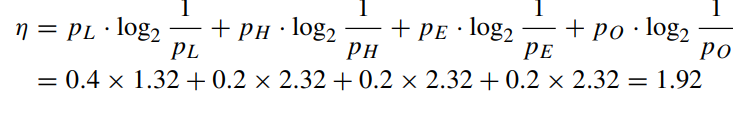 η = p_L · log₂ 1/p_L + p_H · log₂ 1/p_H + p_E · log₂ 1/p_E + p_O · log₂ 1/p_O
= 0.4 × 1.32 + 0.2 × 2.32 + 0.2 × 2.32 + 0.2 × 2.32 = 1.92